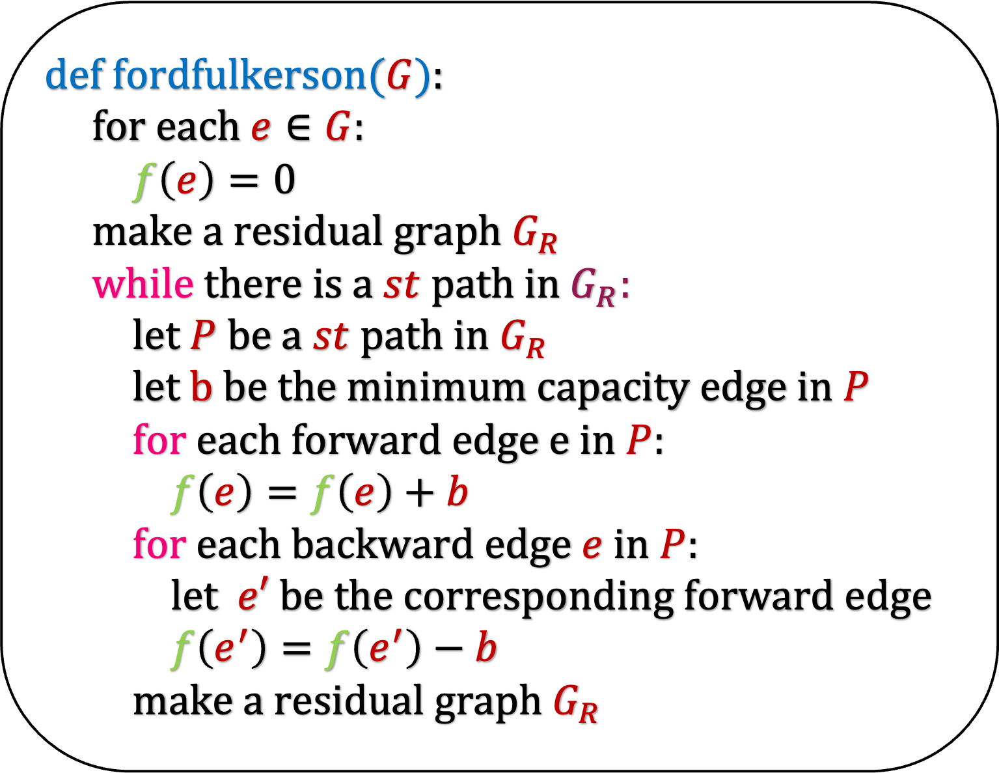 def fordfulkerson(G):
for each e ∈ G:
f(e) = 0
make a residual graph G_R
while there is a st path in G_R:
let P be a st path in G_R
let b be the minimum capacity edge in P
for each forward edge e in P:
f(e) = f(e) + b
for each backward edge e in P:
let e′ be the corresponding forward edge
f(e′) = f(e′) − b
make a residual graph G_R